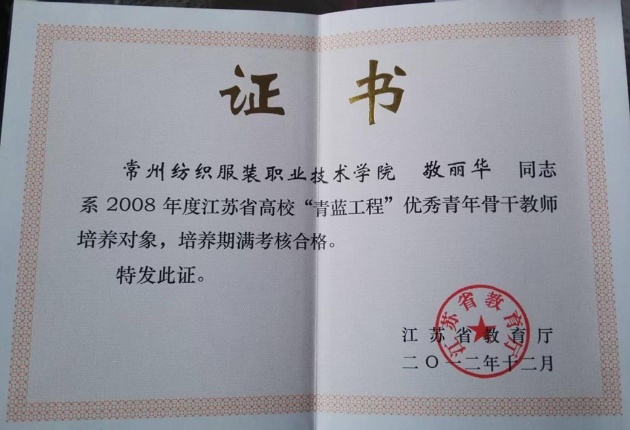 证 书
常州纺织服装职业技术学院 敬丽华 同志
系 2008 年度江苏省高校“青蓝工程”优秀青年骨干教师
培养对象，培养期满考核合格。
特发此证。
江苏省教育厅
江苏省教育厅
二〇一二年十二月